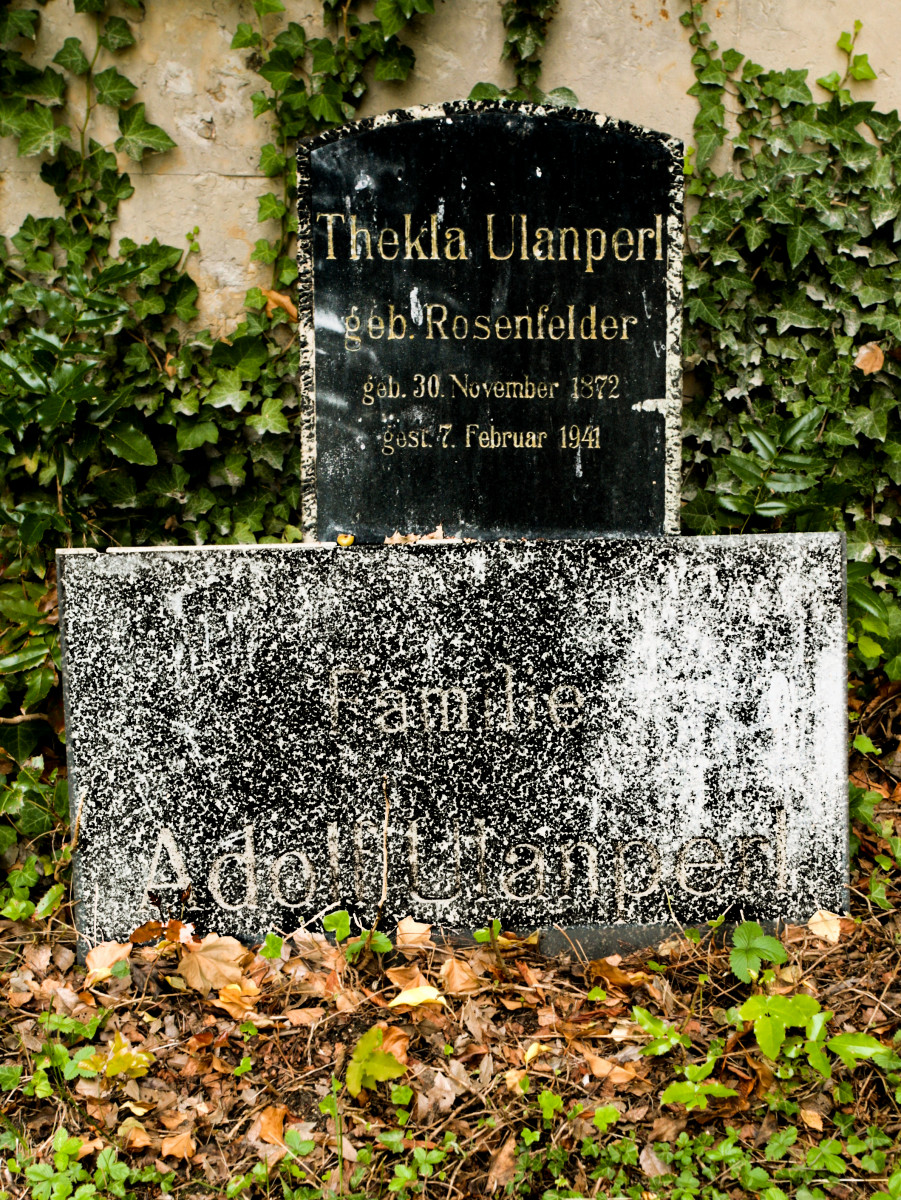 Thekla Ulanperl
geb. Rosenfelder
geb. 30. November 1872
gest. 7. Februar 1941
Familie
Adolf Ulanperl